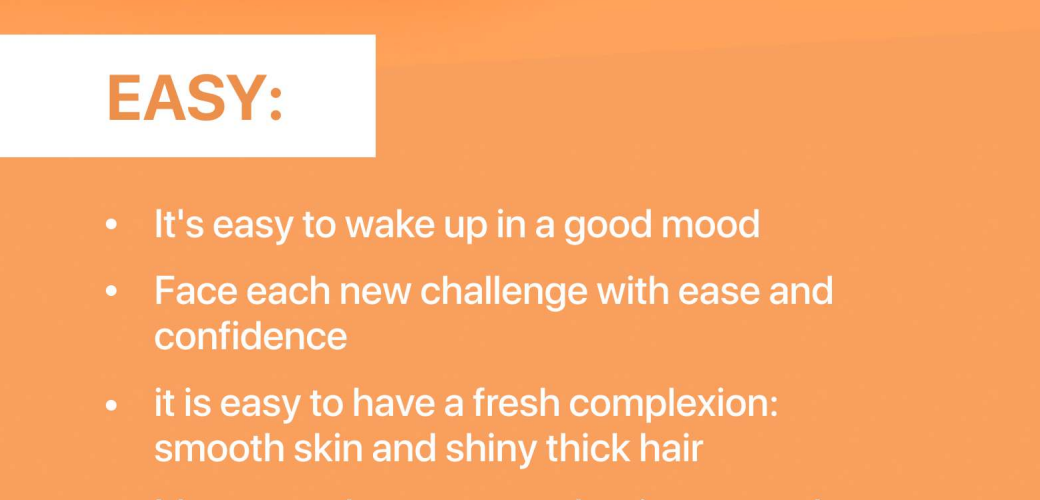 EASY:
• It's easy to wake up in a good mood
• Face each new challenge with ease and
confidence
• it is easy to have a fresh complexion:
smooth skin and shiny thick hair